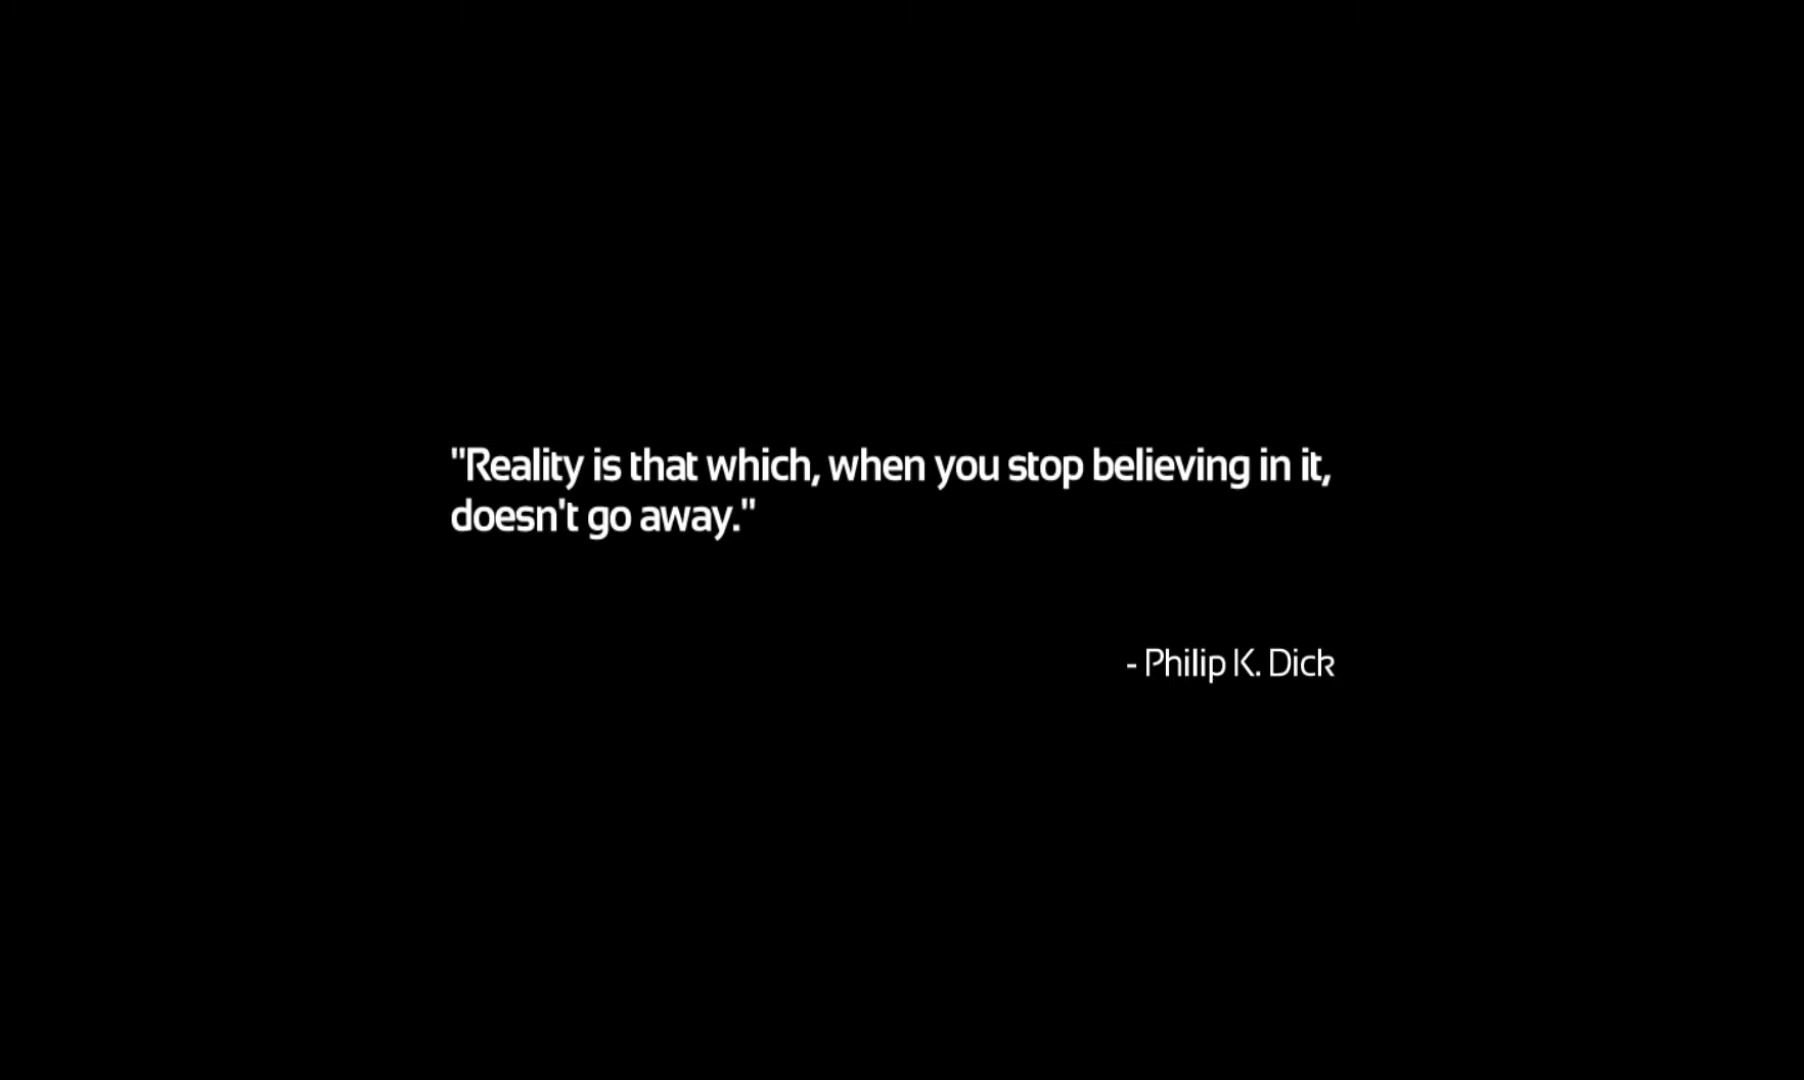 "Reality is that which, when you stop believing in it,
doesn't go away."
- Philip K. Dick